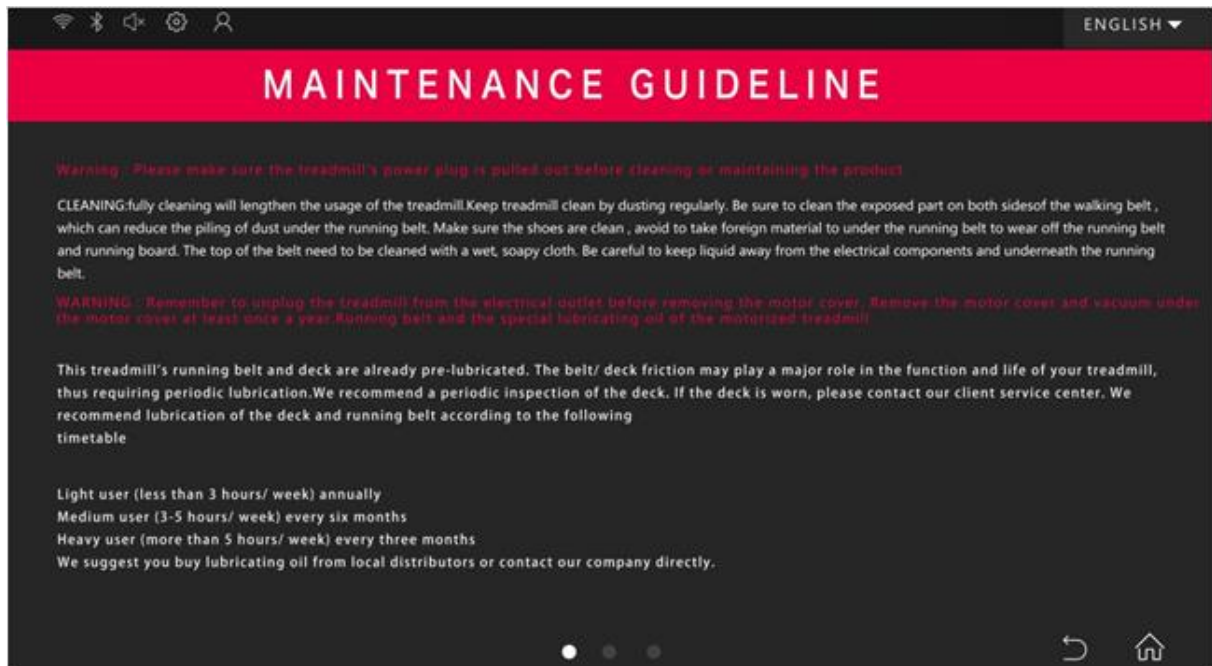 ENGLISH
MAINTENANCE GUIDELINE
Warning : Please make sure the treadmill's power plug is pulled out before cleaning or maintaining the product
CLEANING:fully cleaning will lengthen the usage of the treadmill.Keep treadmill clean by dusting regularly. Be sure to clean the exposed part on both sidesof the walking belt ,
which can reduce the piling of dust under the running belt. Make sure the shoes are clean , avoid to take foreign material to under the running belt to wear off the running belt
and running board. The top of the belt need to be cleaned with a wet, soapy cloth. Be careful to keep liquid away from the electrical components and underneath the running
belt.
WARNING : Remember to unplug the treadmill from the electrical outlet before removing the motor cover. Remove the motor cover and vacuum under
the motor cover at least once a year.Running belt and the special lubricating oil of the motorized treadmill
This treadmill's running belt and deck are already pre-lubricated. The belt/ deck friction may play a major role in the function and life of your treadmill,
thus requiring periodic lubrication.We recommend a periodic inspection of the deck. If the deck is worn, please contact our client service center. We
recommend lubrication of the deck and running belt according to the following
timetable
Light user (less than 3 hours/ week) annually
Medium user (3-5 hours/ week) every six months
Heavy user (more than 5 hours/ week) every three months
We suggest you buy lubricating oil from local distributors or contact our company directly.